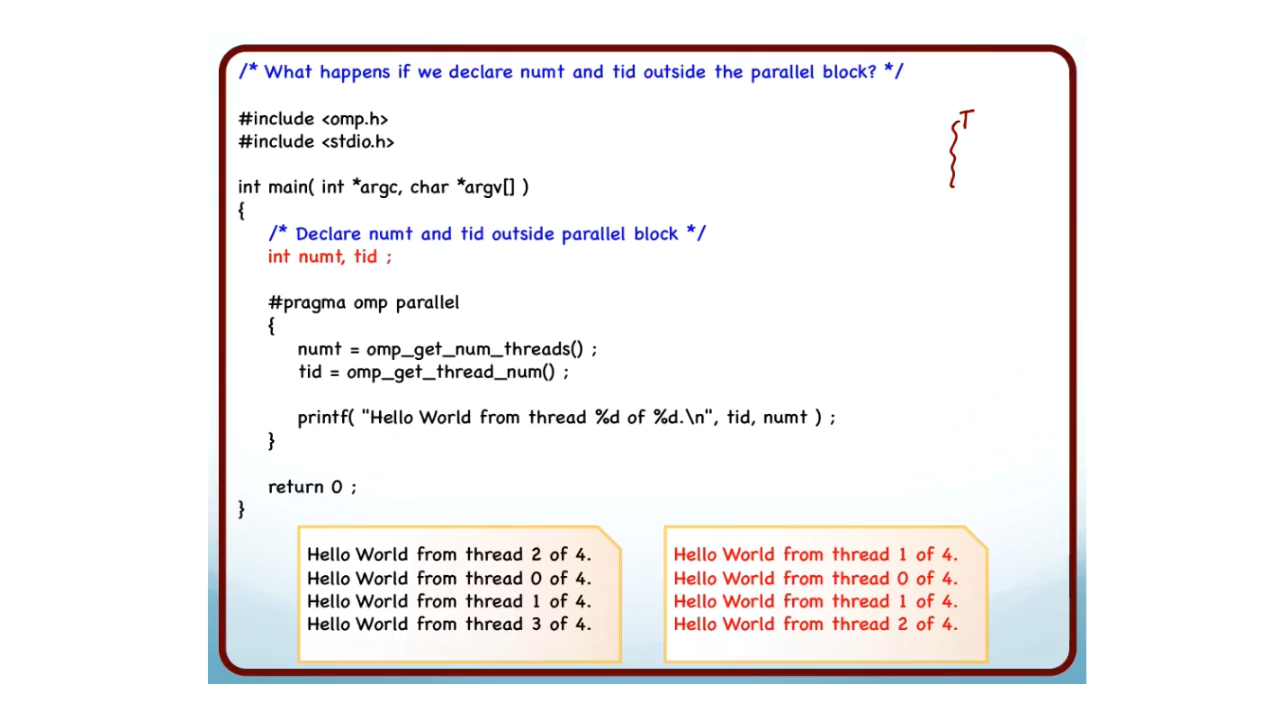 /* What happens if we declare numt and tid outside the parallel block? */
#include <omp.h>
#include <stdio.h>
T
int main( int *argc, char *argv[] )
{
/* Declare numt and tid outside parallel block */
int numt, tid ;
#pragma omp parallel
{
numt = omp_get_num_threads() ;
tid = omp_get_thread_num() ;
printf( "Hello World from thread %d of %d.\n", tid, numt ) ;
}
return 0 ;
}
Hello World from thread 2 of 4.
Hello World from thread 0 of 4.
Hello World from thread 1 of 4.
Hello World from thread 3 of 4.
Hello World from thread 1 of 4.
Hello World from thread 0 of 4.
Hello World from thread 1 of 4.
Hello World from thread 2 of 4.